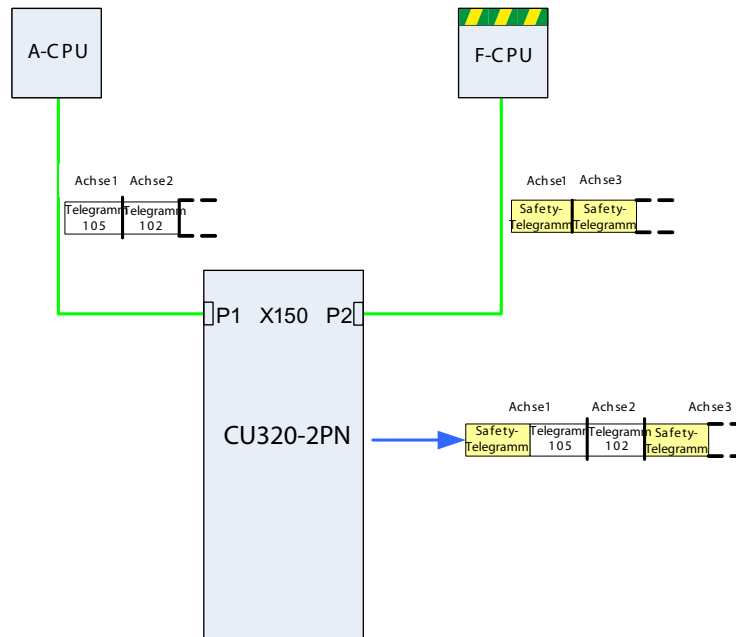 A-CPU
F-CPU
Achse1 Achse2
Telegramm Telegramm
105 102
Achse1 Achse3
Safety- Safety-
Telegramm Telegramm
P1 X150 P2
CU320-2PN
Achse1 Achse2 Achse3
Safety- Telegramm Telegramm Safety-
Telegramm 105 102 Telegramm